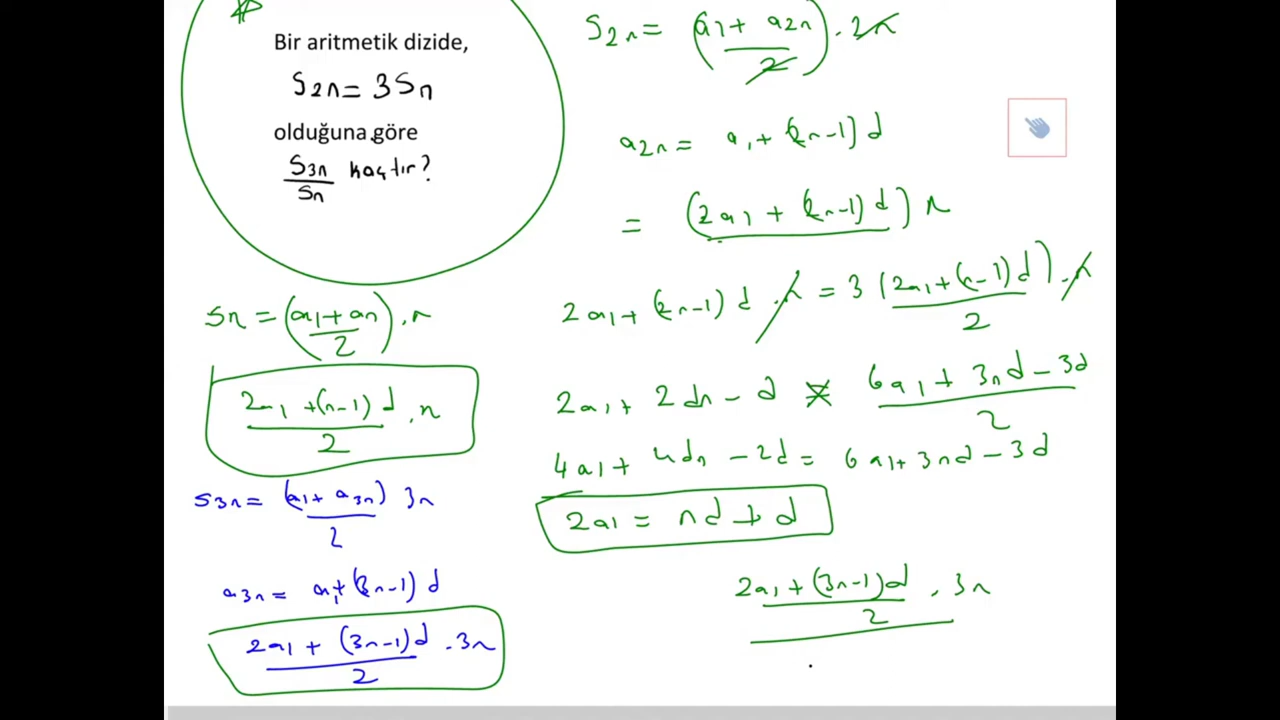 Bir aritmetik dizide,
S2n = 3Sn
olduğuna göre
S3n/Sn kaçtır?
Sn = ((a1 + an)/2) . n
(2a1 + (n-1)d)/2 . n
S3n = (a1 + a3n)/2 3n
a3n = a1 + (3n-1) d
(2a1 + (3n-1)d)/2 . 3n
S2n = ((a1 + a2n)/2) . 2n
a2n = a1 + (2n-1) d
= (2a1 + (2n-1) d) n
2a1 + (2n-1) d . n = 3 ((2a1 + (n-1)d)/2) . n
2a1 + 2dn - d = (6a1 + 3nd - 3d)/2
4a1 + 4dn - 2d = 6a1 + 3nd - 3d
2a1 = nd + d
(2a1 + (3n-1)d)/2 . 3n